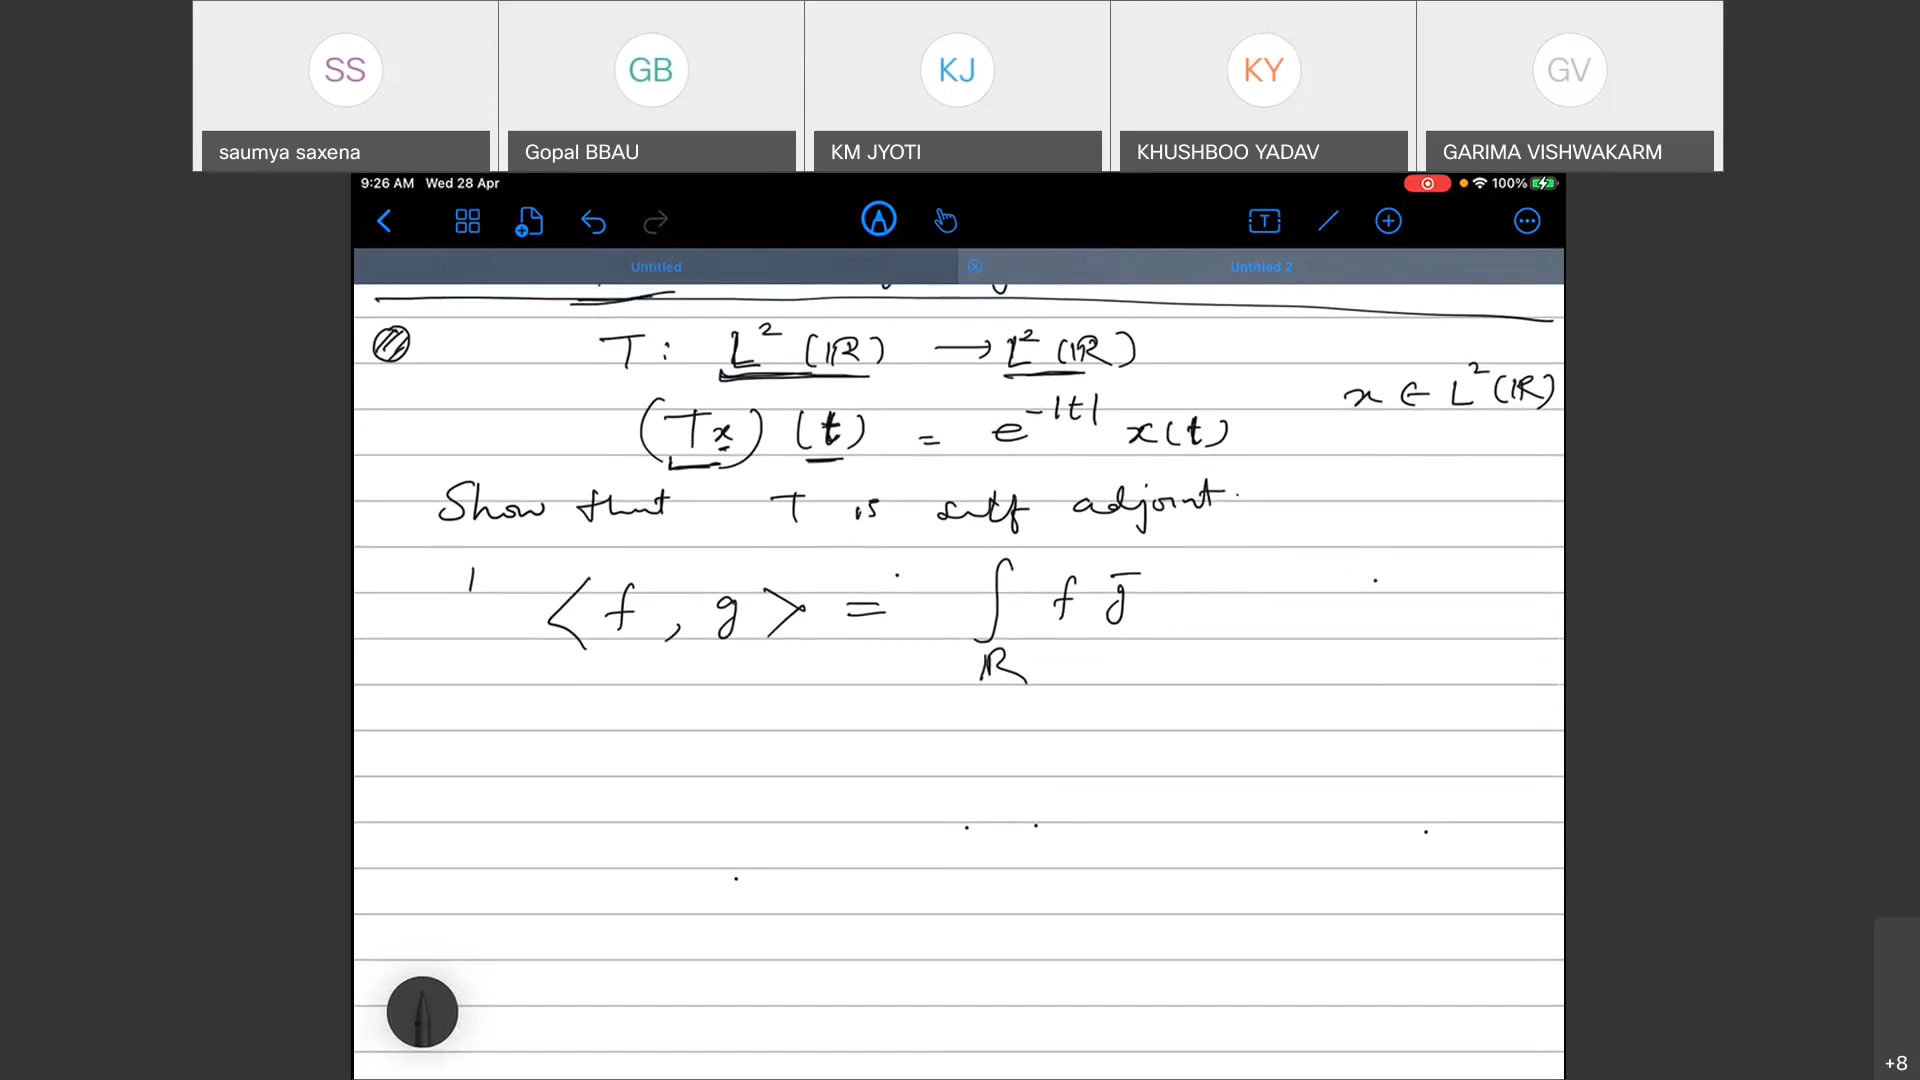 SS GB KJ KY GV
saumya saxena Gopal BBAU KM JYOTI KHUSHBOO YADAV GARIMA VISHWAKARM
9:26 AM Wed 28 Apr 100%
T
Untitled Untitled 2
T: L² (ℝ) → L² (ℝ)
x ∈ L² (ℝ)
(Tx) (t) = e^{-|t|} x(t)
Show that T is self adjoint.
< f , g > = ∫_ℝ f g̅
+8